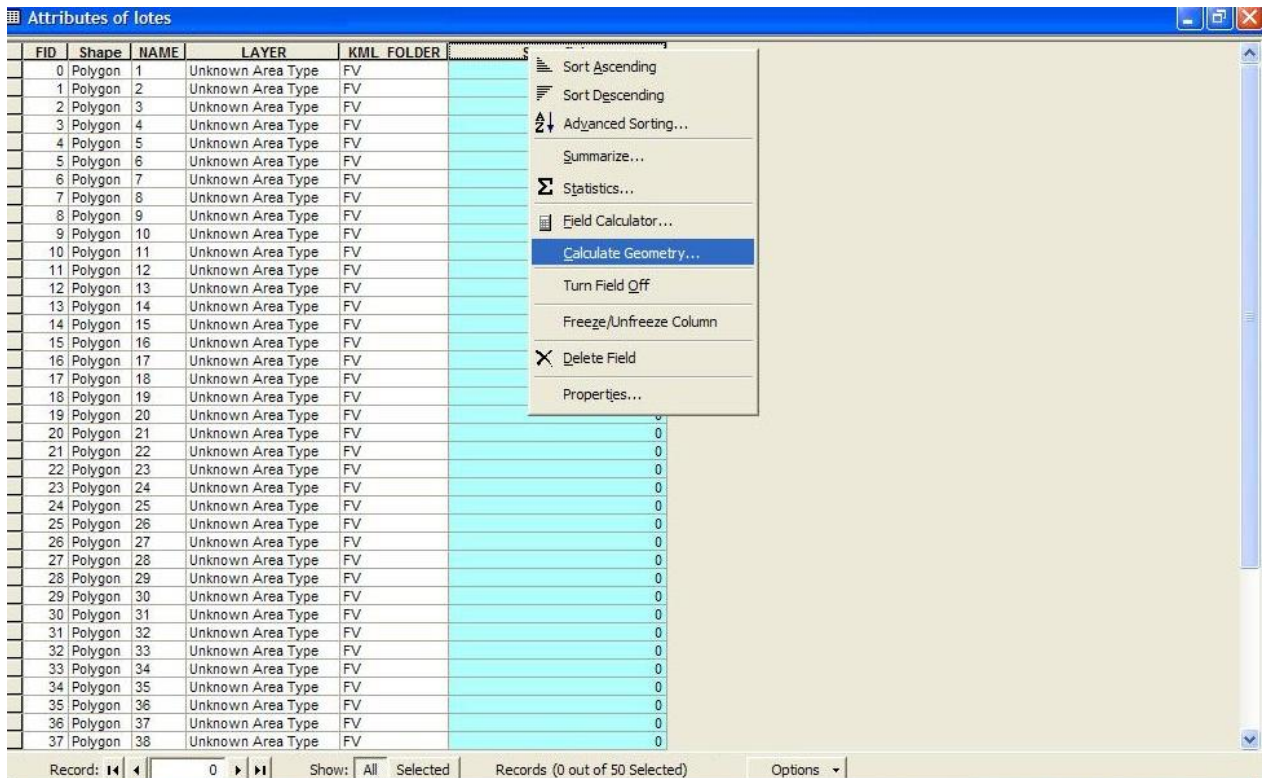 Attributes of lotes
FID Shape NAME LAYER KML_FOLDER
0 Polygon 1 Unknown Area Type FV
1 Polygon 2 Unknown Area Type FV
2 Polygon 3 Unknown Area Type FV
3 Polygon 4 Unknown Area Type FV
4 Polygon 5 Unknown Area Type FV
5 Polygon 6 Unknown Area Type FV
6 Polygon 7 Unknown Area Type FV
7 Polygon 8 Unknown Area Type FV
8 Polygon 9 Unknown Area Type FV
9 Polygon 10 Unknown Area Type FV
10 Polygon 11 Unknown Area Type FV
11 Polygon 12 Unknown Area Type FV
12 Polygon 13 Unknown Area Type FV
13 Polygon 14 Unknown Area Type FV
14 Polygon 15 Unknown Area Type FV
15 Polygon 16 Unknown Area Type FV
16 Polygon 17 Unknown Area Type FV
17 Polygon 18 Unknown Area Type FV
18 Polygon 19 Unknown Area Type FV
19 Polygon 20 Unknown Area Type FV
20 Polygon 21 Unknown Area Type FV 0
21 Polygon 22 Unknown Area Type FV 0
22 Polygon 23 Unknown Area Type FV 0
23 Polygon 24 Unknown Area Type FV 0
24 Polygon 25 Unknown Area Type FV 0
25 Polygon 26 Unknown Area Type FV 0
26 Polygon 27 Unknown Area Type FV 0
27 Polygon 28 Unknown Area Type FV 0
28 Polygon 29 Unknown Area Type FV 0
29 Polygon 30 Unknown Area Type FV 0
30 Polygon 31 Unknown Area Type FV 0
31 Polygon 32 Unknown Area Type FV 0
32 Polygon 33 Unknown Area Type FV 0
33 Polygon 34 Unknown Area Type FV 0
34 Polygon 35 Unknown Area Type FV 0
35 Polygon 36 Unknown Area Type FV 0
36 Polygon 37 Unknown Area Type FV 0
37 Polygon 38 Unknown Area Type FV 0
Sort Ascending
Sort Descending
Advanced Sorting...
Summarize...
Statistics...
Field Calculator...
Calculate Geometry...
Turn Field Off
Freeze/Unfreeze Column
Delete Field
Properties...
Record: 0 Show: All Selected Records (0 out of 50 Selected) Options